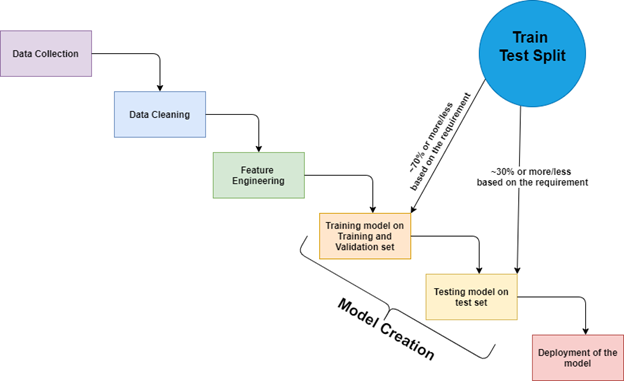 Data Collection
Train
Test Split
Data Cleaning
~70% or more/less
based on the requirement
Feature
Engineering
~30% or more/less
based on the requirement
Training model on
Training and
Validation set
Testing model on
test set
Model Creation
Deployment of the
model